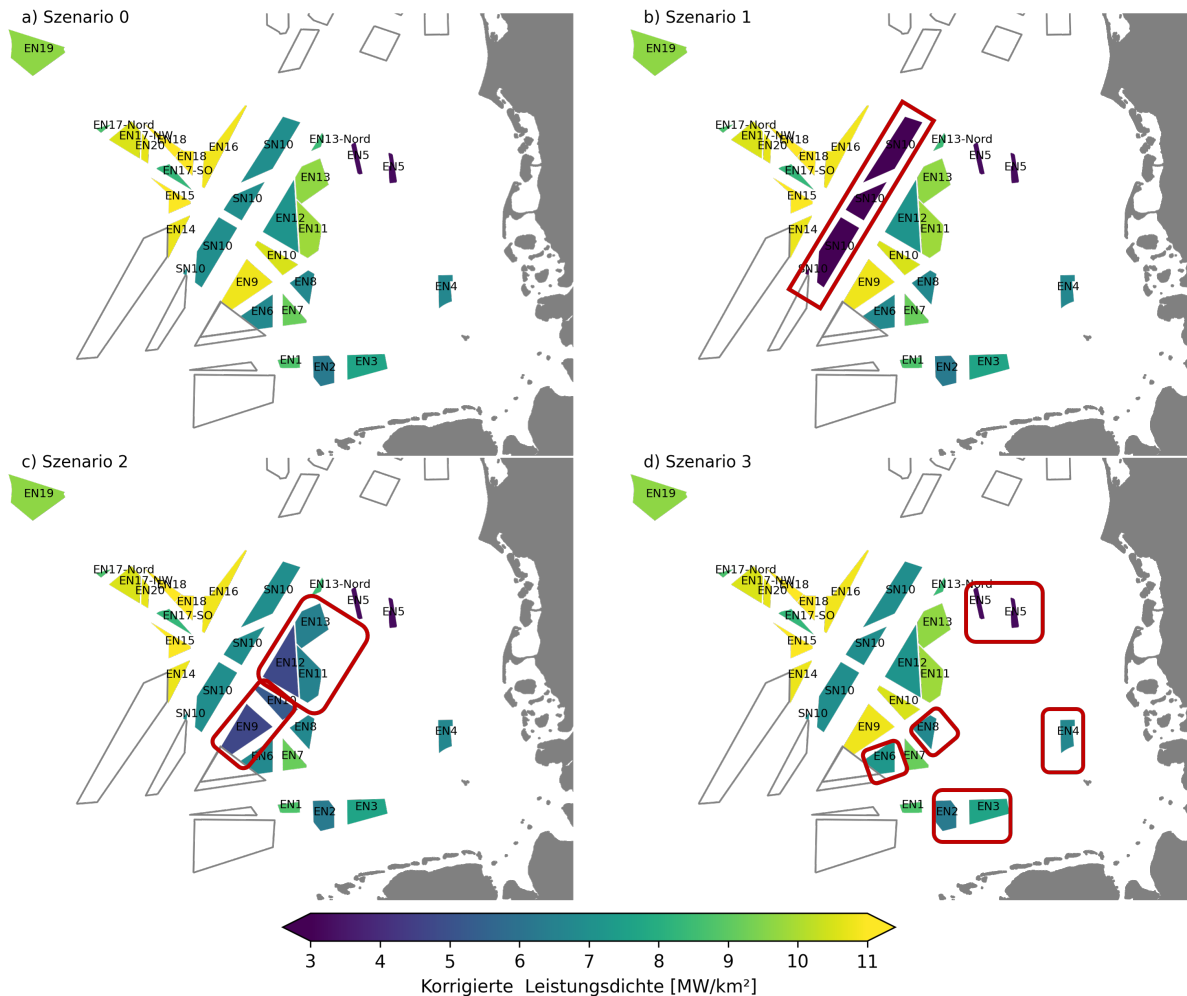 a) Szenario 0
EN19
EN17-Nord
EN17-NW
EN18
EN20
EN18
EN16
EN17-SO
EN15
EN14
SN10
SN10
SN10
SN10
EN13-Nord
EN5
EN5
EN13
EN12
EN11
EN10
EN9
EN8
EN6
EN7
EN4
EN1
EN2
EN3
b) Szenario 1
EN19
EN17-Nord
EN17-NW
EN18
EN20
EN18
EN16
EN17-SO
EN15
EN14
SN10
SN10
SN10
SN10
EN13-Nord
EN5
EN5
EN13
EN12
EN11
EN10
EN9
EN8
EN6
EN7
EN4
EN1
EN2
EN3
c) Szenario 2
EN19
EN17-Nord
EN17-NW
EN18
EN20
EN18
EN16
EN17-SO
EN15
EN14
SN10
SN10
SN10
SN10
EN13-Nord
EN5
EN5
EN13
EN12
EN11
EN10
EN9
EN8
EN6
EN7
EN4
EN1
EN2
EN3
d) Szenario 3
EN19
EN17-Nord
EN17-NW
EN18
EN20
EN18
EN16
EN17-SO
EN15
EN14
SN10
SN10
SN10
SN10
EN13-Nord
EN5
EN5
EN13
EN12
EN11
EN10
EN9
EN8
EN6
EN7
EN4
EN1
EN2
EN3
3 4 5 6 7 8 9 10 11
Korrigierte Leistungsdichte [MW/km²]